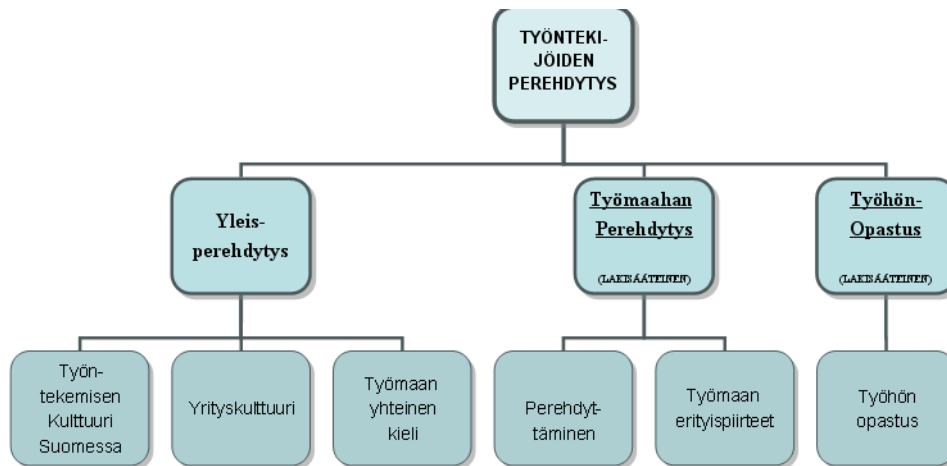 TYÖNTEKI-
JÖIDEN
PEREHDYTYS
Yleis-
perehdytys
Työmaahan
Perehdytys
(LAKISÄÄTEINEN)
Työhön-
Opastus
(LAKISÄÄTEINEN)
Työn-
tekemisen
Kulttuuri
Suomessa
Yrityskulttuuri
Työmaan
yhteinen
kieli
Perehdyt-
täminen
Työmaan
erityispiirteet
Työhön
opastus